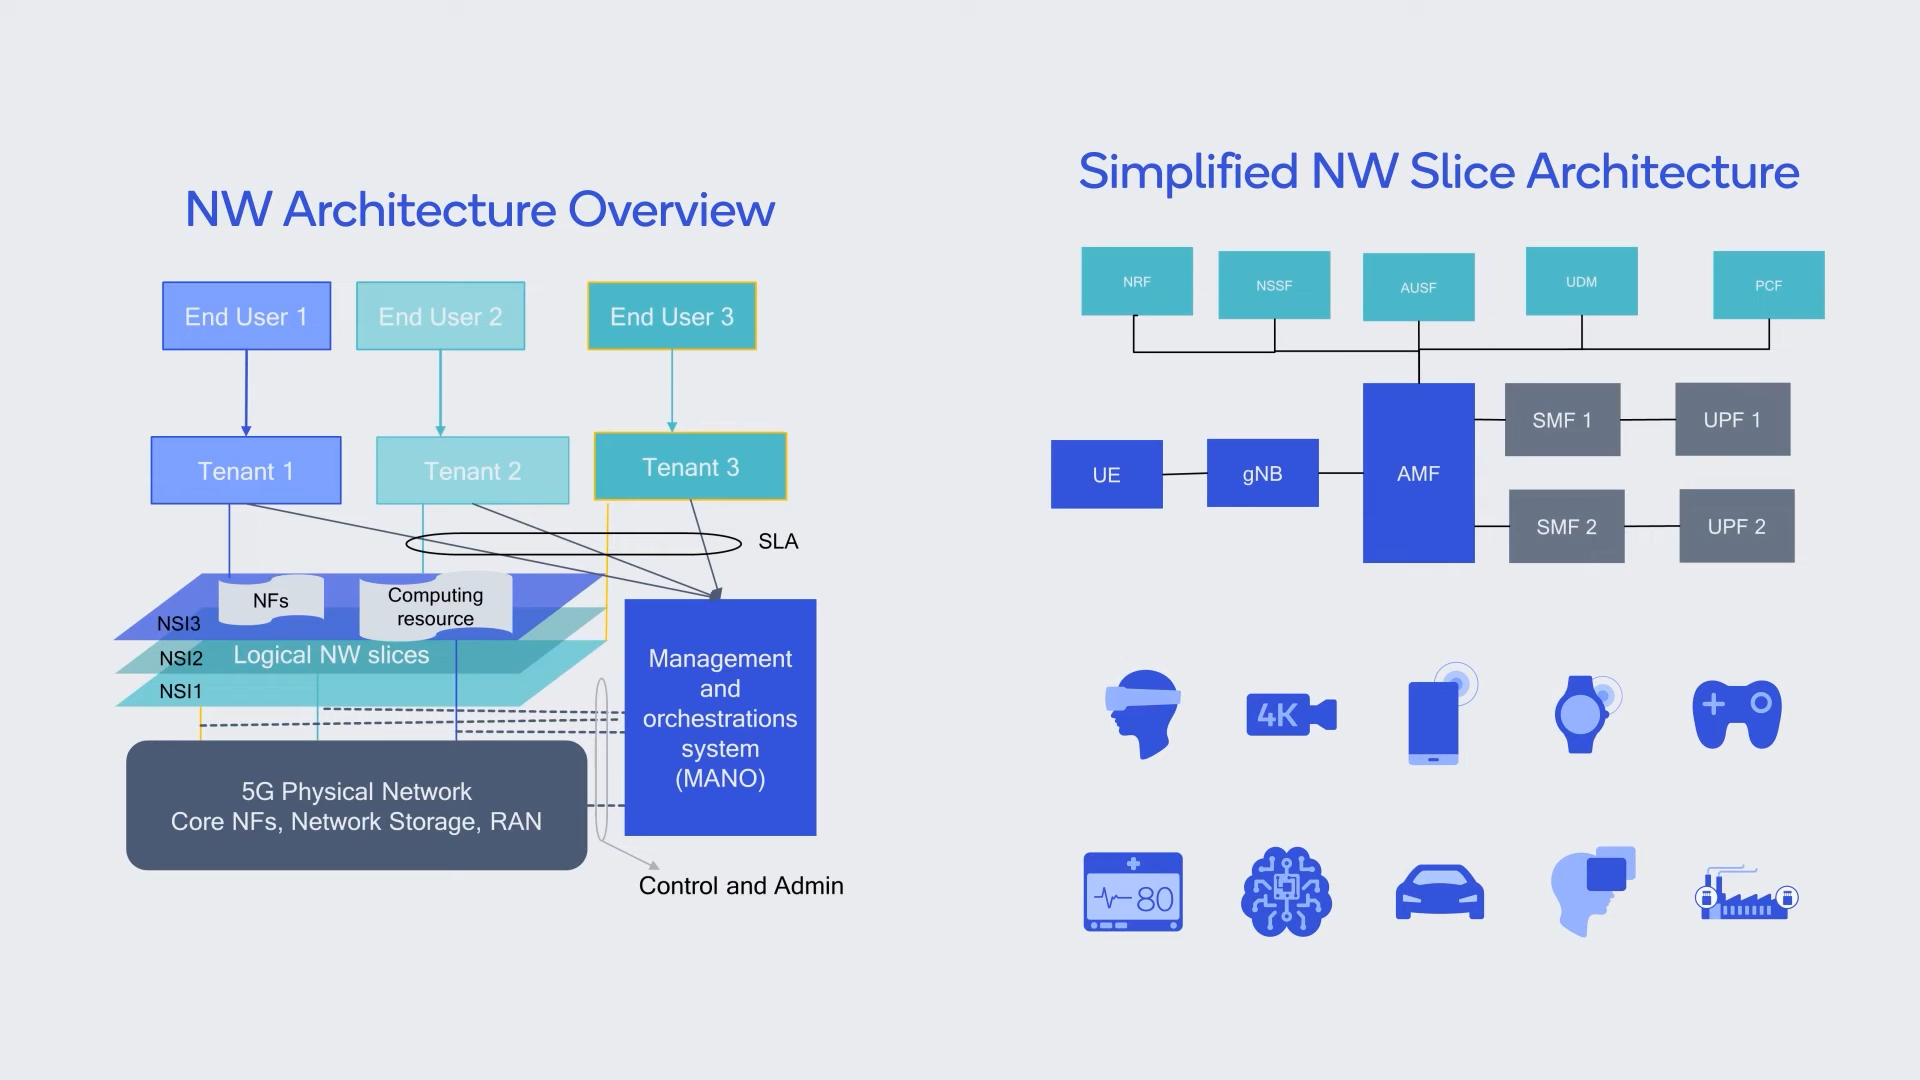 NW Architecture Overview
End User 1
End User 2
End User 3
Tenant 1
Tenant 2
Tenant 3
SLA
NFs
Computing
resource
NSI3
NSI2
Logical NW slices
NSI1
Management
and
orchestrations
system
(MANO)
5G Physical Network
Core NFs, Network Storage, RAN
Control and Admin
Simplified NW Slice Architecture
NRF
NSSF
AUSF
UDM
PCF
UE
gNB
AMF
SMF 1
UPF 1
SMF 2
UPF 2
4K
80